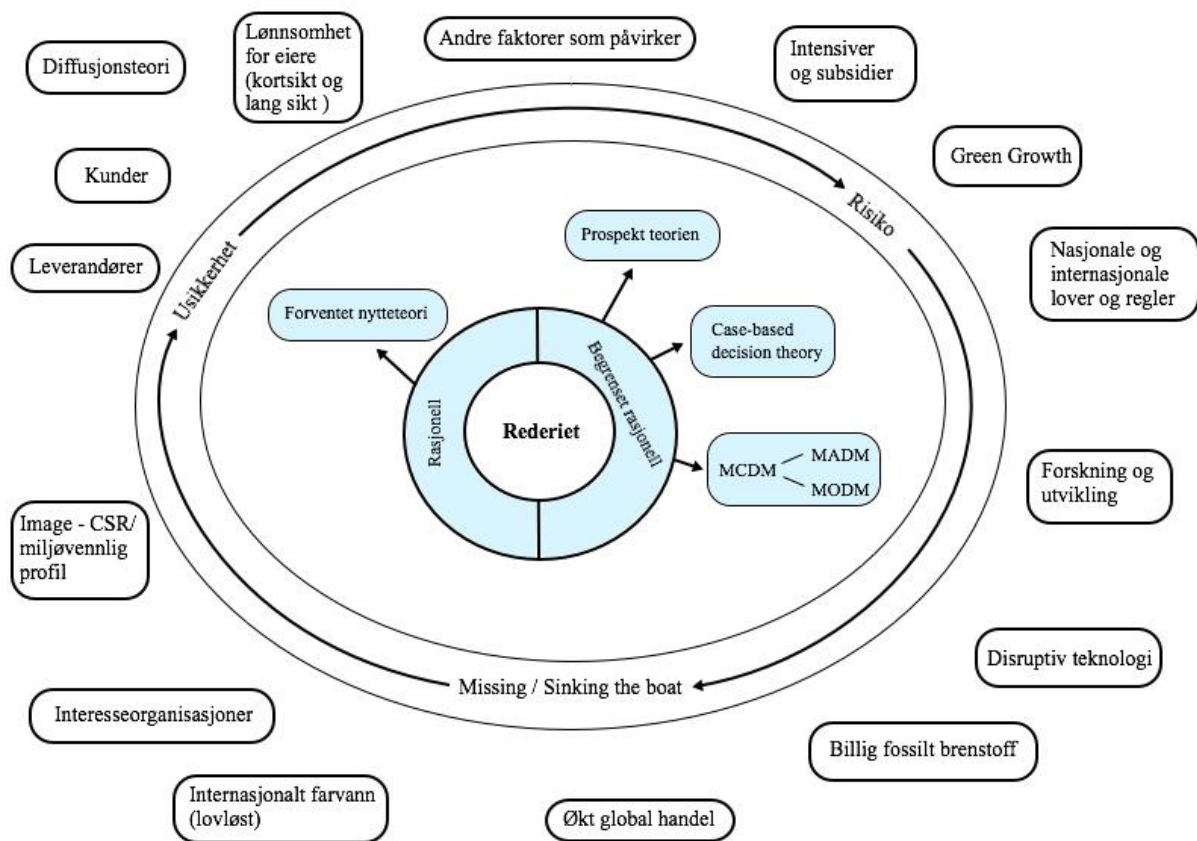 Lønnsomhet
for eiere
(kortsikt og
lang sikt )
Andre faktorer som påvirker
Intensiver
og subsidier
Diffusjonsteori
Green Growth
Kunder
Risiko
Nasjonale og
internasjonale
lover og regler
Leverandører
Usikkerhet
Prospekt teorien
Forventet nytteteori
Case-based
decision theory
Rasjonell
Rederiet
Begrenset rasjonell
MCDM
MADM
MODM
Forskning og
utvikling
Image - CSR/
miljøvennlig
profil
Disruptiv teknologi
Missing / Sinking the boat
Interesseorganisasjoner
Billig fossilt brenstoff
Internasjonalt farvann
(lovløst)
Økt global handel